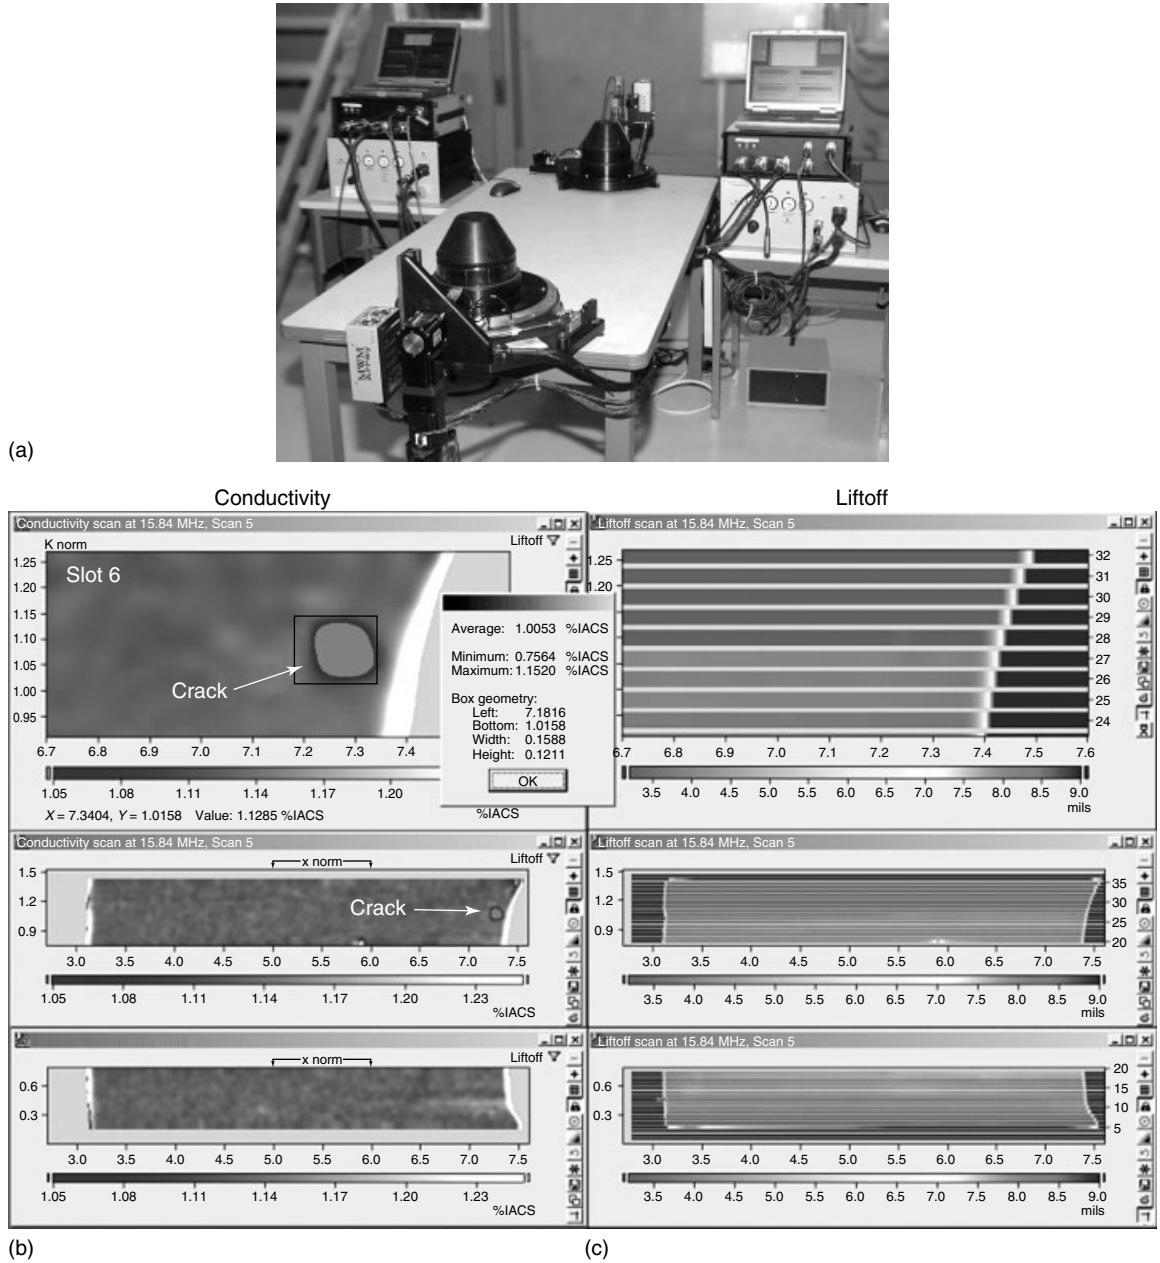 MWM
(a)
Conductivity
Liftoff
Conductivity scan at 15.84 MHz, Scan 5
K norm
Liftoff
Slot 6
1.25
1.20
1.10
1.05
1.00
0.95
Crack
6.7 6.8 6.9 7.0 7.1 7.2 7.3 7.4
1.05 1.08 1.11 1.14 1.17 1.20
X = 7.3404, Y = 1.0158 Value: 1.1285 %IACS
%IACS
Average: 1.0053 %IACS
Minimum: 0.7564 %IACS
Maximum: 1.1520 %IACS
Box geometry:
Left: 7.1816
Bottom: 1.0158
Width: 0.1588
Height: 0.1211
OK
Liftoff scan at 15.84 MHz, Scan 5
1.25
1.20
32
31
30
29
28
27
26
25
24
6.7 6.8 6.9 7.0 7.1 7.2 7.3 7.4 7.5 7.6
3.5 4.0 4.5 5.0 5.5 6.0 6.5 7.0 7.5 8.0 8.5 9.0
mils
Conductivity scan at 15.84 MHz, Scan 5
x norm
Liftoff
1.5
1.2
0.9
Crack
3.0 3.5 4.0 4.5 5.0 5.5 6.0 6.5 7.0 7.5
1.05 1.08 1.11 1.14 1.17 1.20 1.23
%IACS
Liftoff scan at 15.84 MHz, Scan 5
1.5
1.2
0.9
35
30
25
20
3.0 3.5 4.0 4.5 5.0 5.5 6.0 6.5 7.0 7.5
3.5 4.0 4.5 5.0 5.5 6.0 7.0 7.5 8.0 8.5 9.0
mils
x norm
Liftoff
0.6
0.3
3.0 3.5 4.0 4.5 5.0 5.5 6.0 6.5 7.0 7.5
1.05 1.08 1.11 1.14 1.17 1.20 1.23
%IACS
Liftoff scan at 15.84 MHz, Scan 5
0.6
0.3
20
15
10
5
3.0 3.5 4.0 4.5 5.0 5.5 6.0 6.5 7.0 7.5
3.5 4.0 4.5 5.0 5.5 6.0 7.0 7.5 8.0 8.5 9.0
mils
(b)
(c)